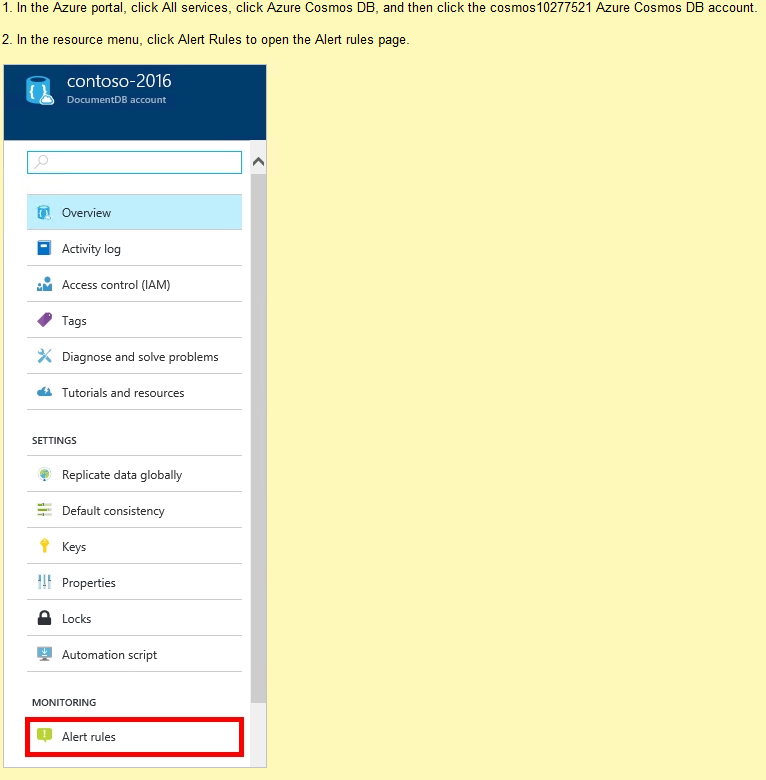 1. In the Azure portal, click All services, click Azure Cosmos DB, and then click the cosmos10277521 Azure Cosmos DB account.
2. In the resource menu, click Alert Rules to open the Alert rules page.
contoso-2016
DocumentDB account
Overview
Activity log
Access control (IAM)
Tags
Diagnose and solve problems
Tutorials and resources
SETTINGS
Replicate data globally
Default consistency
Keys
Properties
Locks
Automation script
MONITORING
Alert rules